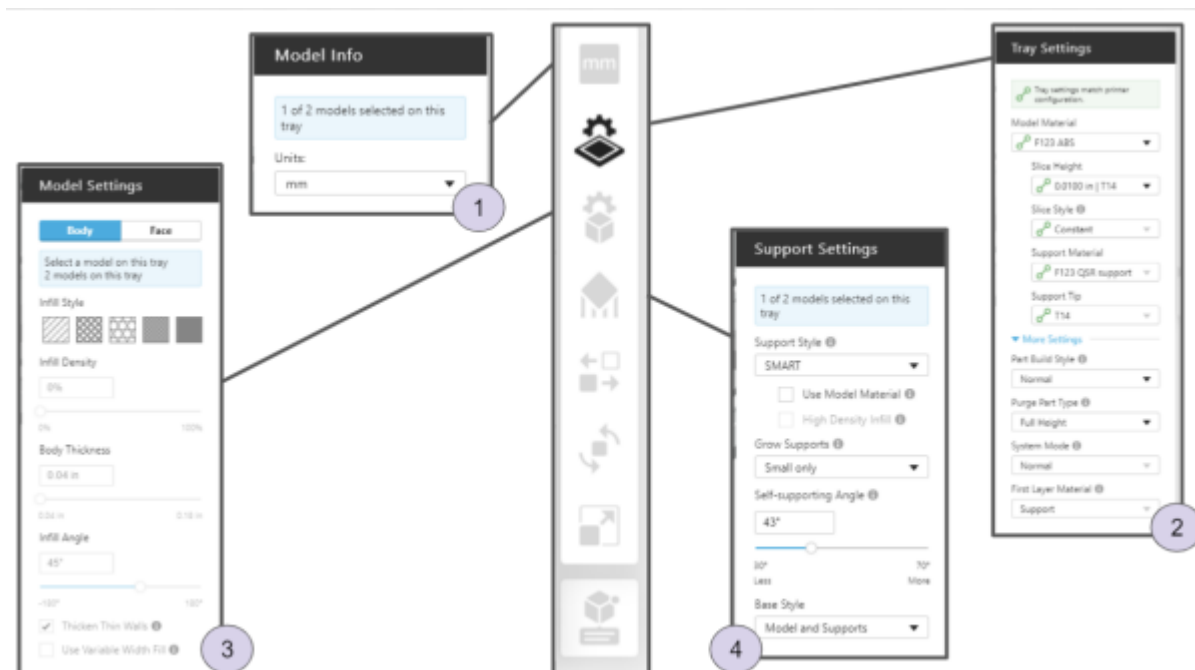 Model Info
1 of 2 models selected on this
tray
Units:
mm
1
mm
Tray Settings
Tray settings match printer
configuration.
Model Material
F123 ABS
Slice Height
0.0100 in | T14
Slice Style
Constant
Support Material
F123 QSR support
Support Tip
T14
More Settings
Part Build Style
Normal
Purge Part Type
Full Height
System Mode
Normal
First Layer Material
Support
2
Model Settings
Body Face
Select a model on this tray
2 models on this tray
Infill Style
Infill Density
0%
0% 100%
Body Thickness
0.04 in
0.04 in 0.18 in
Infill Angle
45°
-180° 180°
Thicken Thin Walls
Use Variable Width Fill
3
Support Settings
1 of 2 models selected on this
tray
Support Style
SMART
Use Model Material
High Density Infill
Grow Supports
Small only
Self-supporting Angle
43°
30° 70°
Less More
Base Style
Model and Supports
4